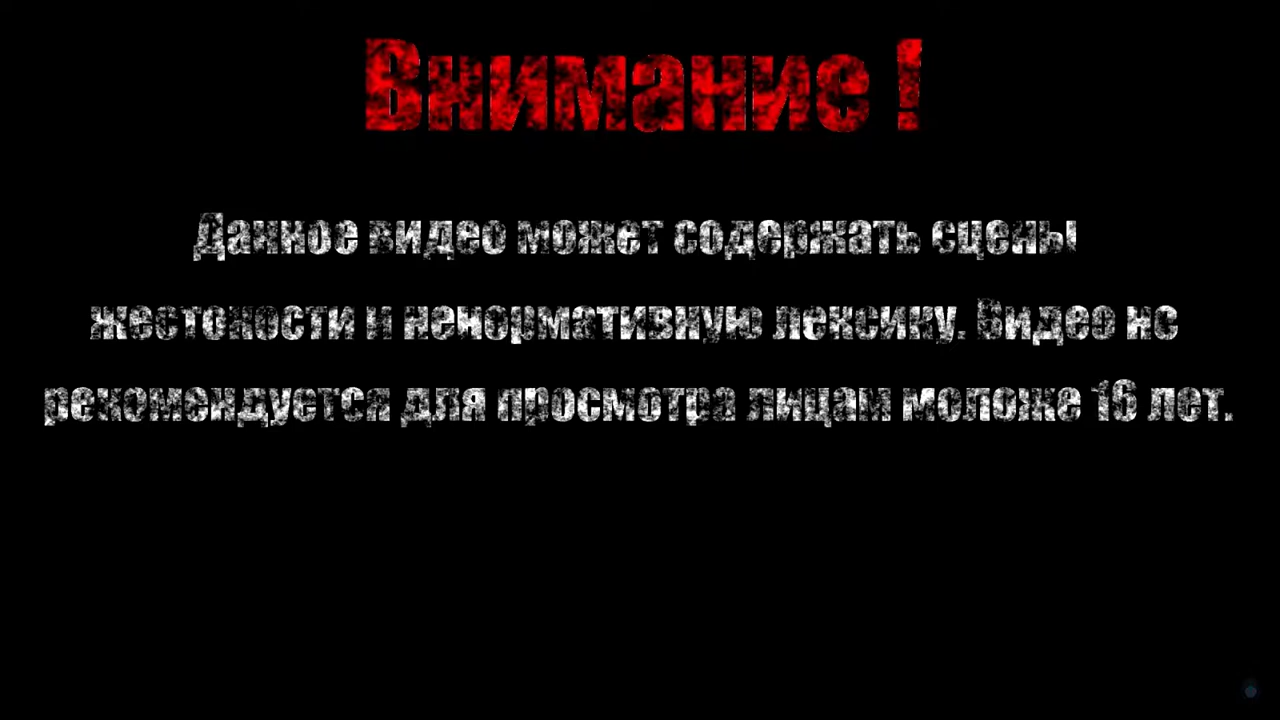 Внимание !
Данное видео может содержать сцены
жестокости и ненормативную лексику. Видео не
рекомендуется для просмотра лицам моложе 16 лет.